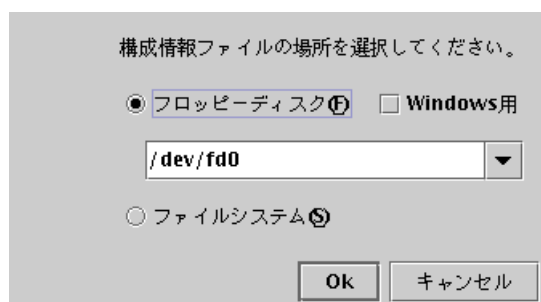 構成情報ファイルの場所を選択してください。
フロッピーディスク(F) Windows用
/dev/fd0
ファイルシステム(S)
Ok キャンセル